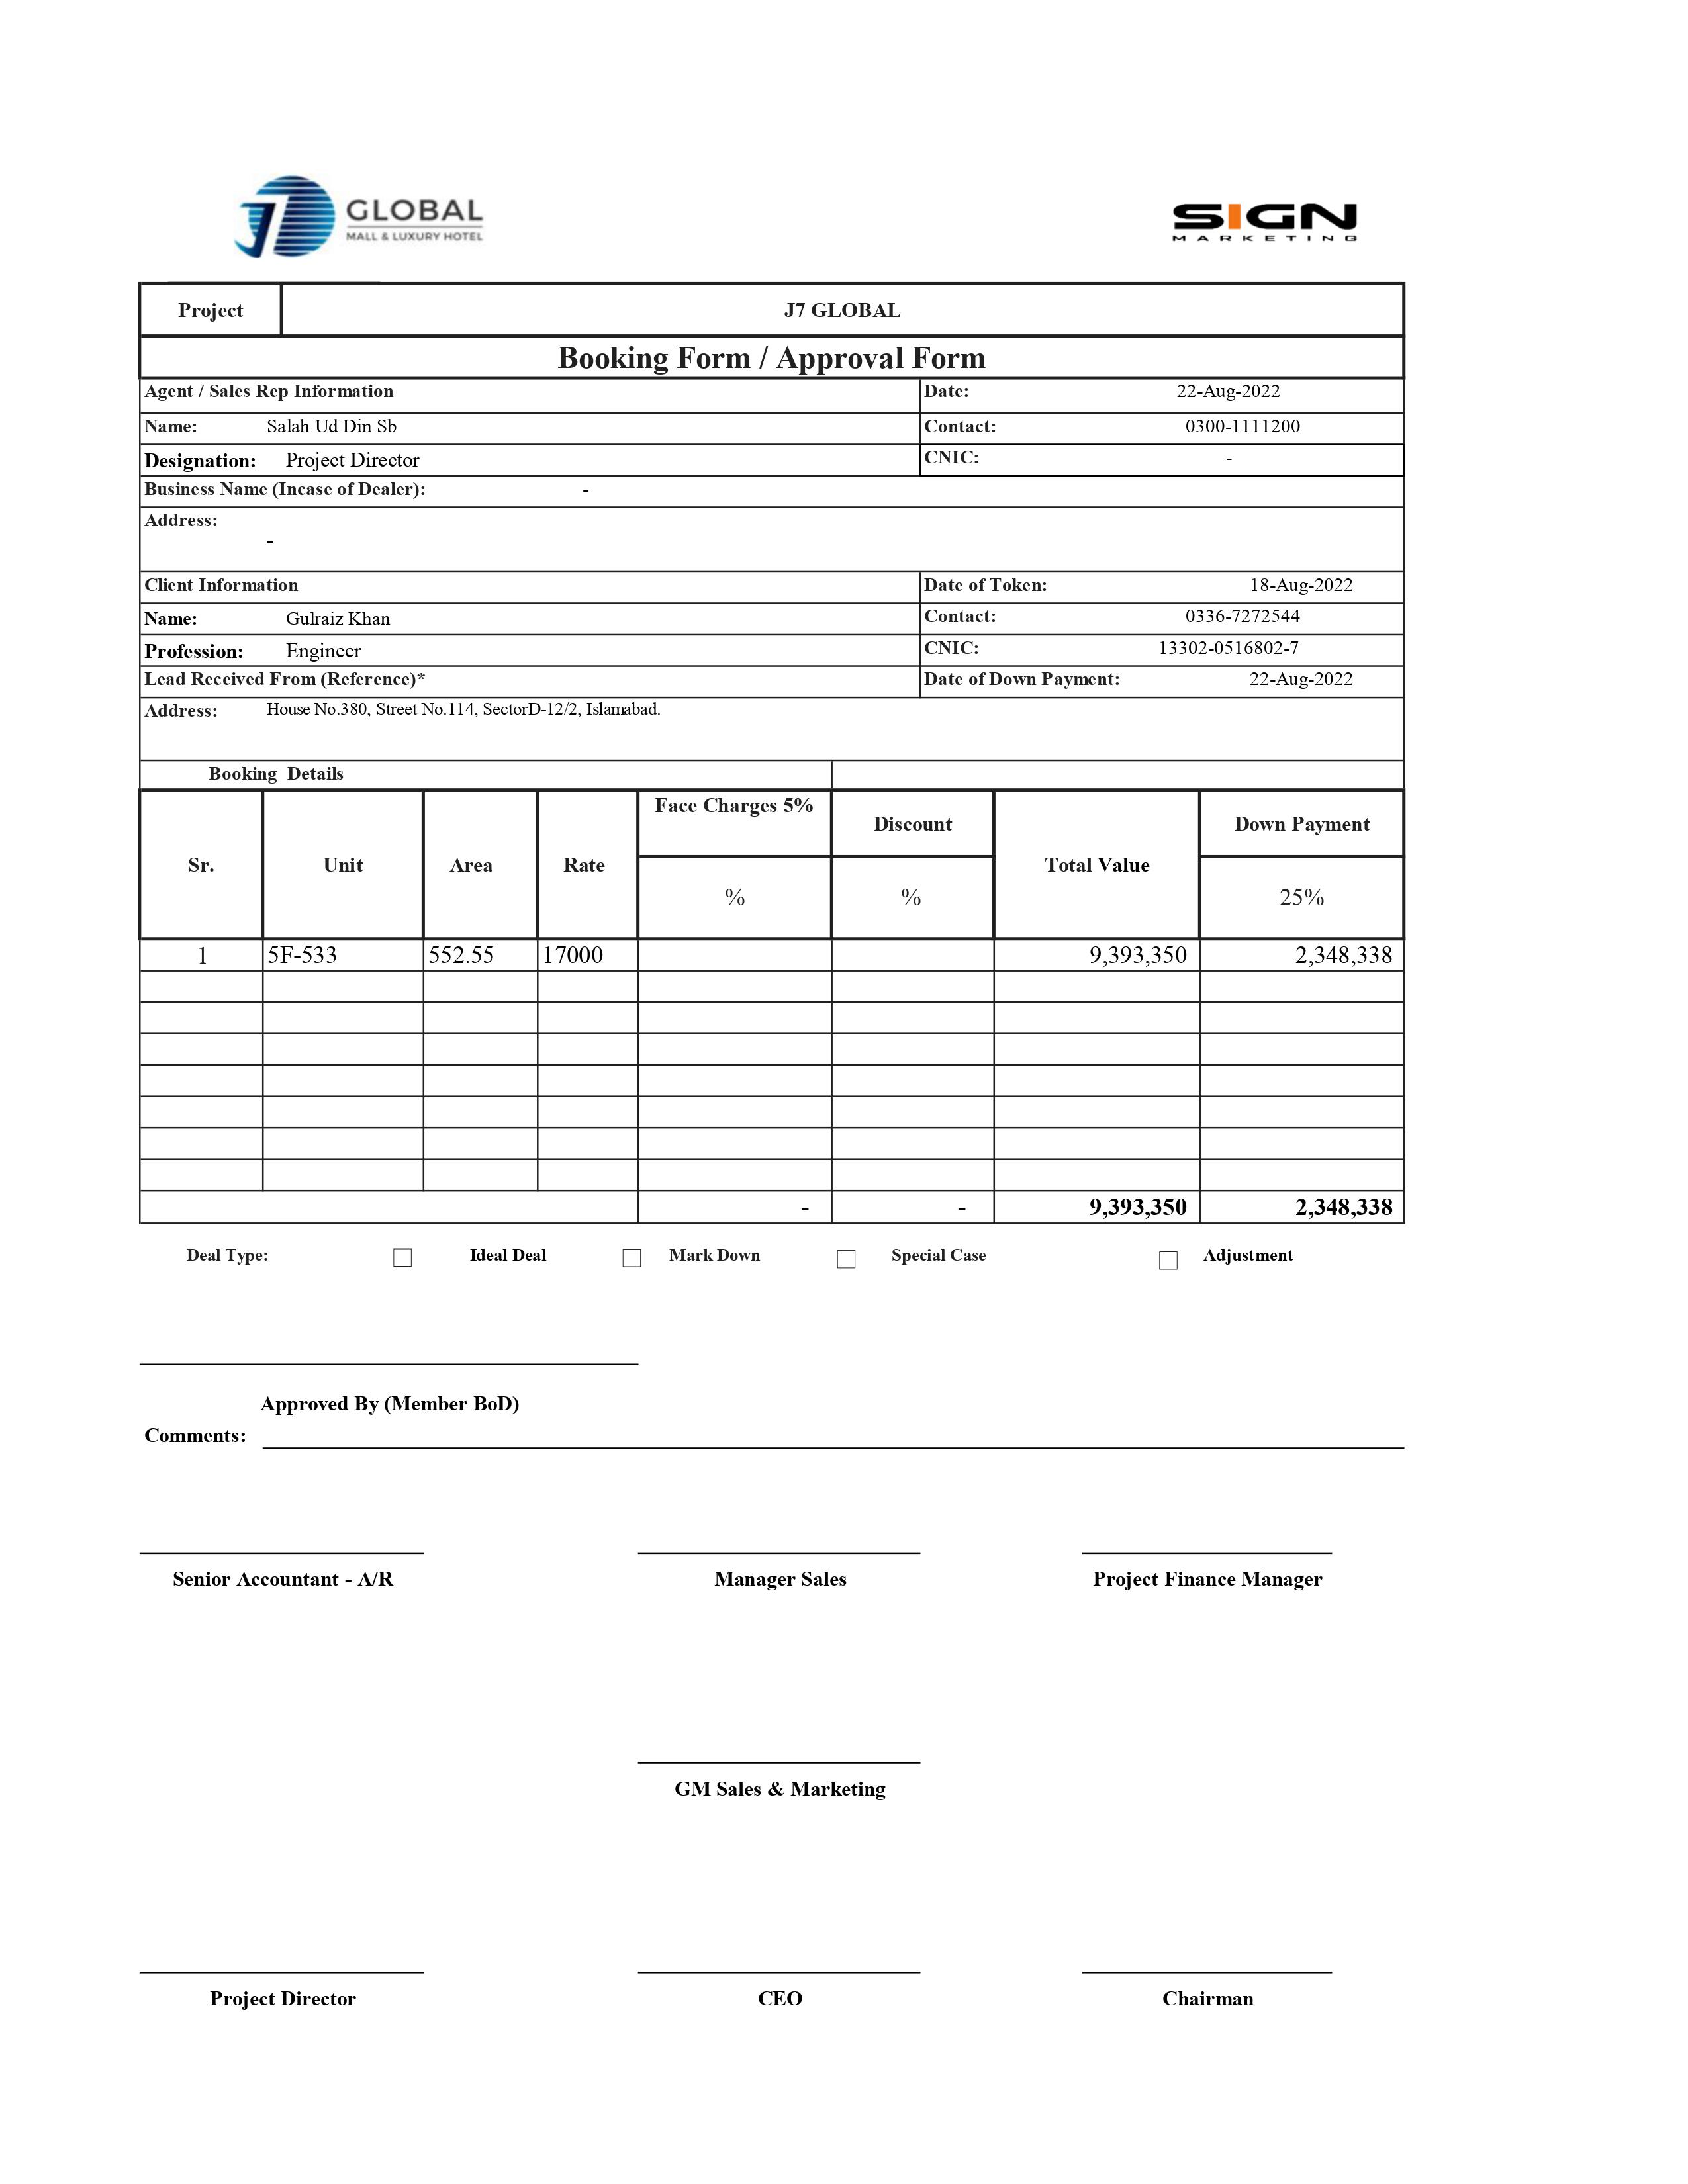 J7 GLOBAL
MALL & LUXURY HOTEL
SIGN
MARKETING
Project J7 GLOBAL
Booking Form / Approval Form
Agent / Sales Rep Information Date: 22-Aug-2022
Name: Salah Ud Din Sb Contact: 0300-1111200
Designation: Project Director CNIC: -
Business Name (Incase of Dealer): -
Address:
-
Client Information Date of Token: 18-Aug-2022
Name: Gulraiz Khan Contact: 0336-7272544
Profession: Engineer CNIC: 13302-0516802-7
Lead Received From (Reference)* Date of Down Payment: 22-Aug-2022
Address: House No.380, Street No.114, SectorD-12/2, Islamabad.
Booking Details
Face Charges 5% Discount Down Payment
Sr. Unit Area Rate Total Value
% % 25%
1 5F-533 552.55 17000 9,393,350 2,348,338
- - 9,393,350 2,348,338
Deal Type: Ideal Deal Mark Down Special Case Adjustment
Approved By (Member BoD)
Comments:
Senior Accountant - A/R Manager Sales Project Finance Manager
GM Sales & Marketing
Project Director CEO Chairman